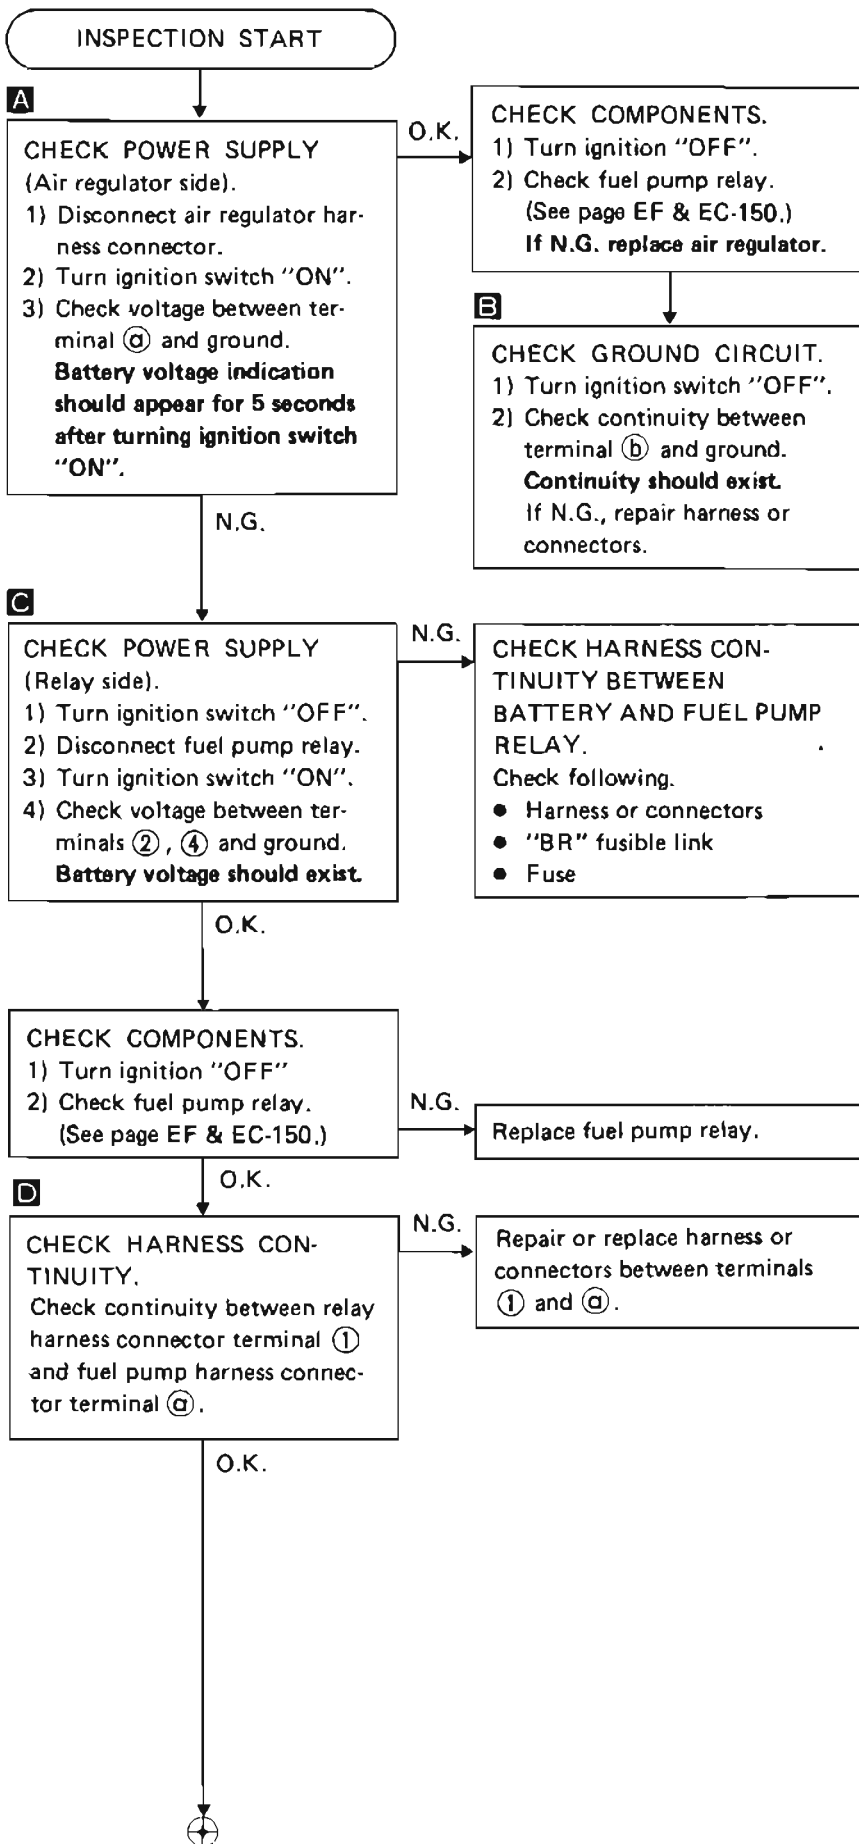 INSPECTION START
A
CHECK POWER SUPPLY
(Air regulator side).
1) Disconnect air regulator har-
ness connector.
2) Turn ignition switch "ON".
3) Check voltage between ter-
minal ⓐ and ground.
Battery voltage indication
should appear for 5 seconds
after turning ignition switch
"ON".
O.K.
CHECK COMPONENTS.
1) Turn ignition "OFF".
2) Check fuel pump relay.
(See page EF & EC-150.)
If N.G. replace air regulator.
B
CHECK GROUND CIRCUIT.
1) Turn ignition switch "OFF".
2) Check continuity between
terminal ⓑ and ground.
Continuity should exist.
If N.G., repair harness or
connectors.
N.G.
C
CHECK POWER SUPPLY
(Relay side).
1) Turn ignition switch "OFF".
2) Disconnect fuel pump relay.
3) Turn ignition switch "ON".
4) Check voltage between ter-
minals ②, ④ and ground.
Battery voltage should exist.
N.G.
CHECK HARNESS CON-
TINUITY BETWEEN
BATTERY AND FUEL PUMP
RELAY.
Check following.
● Harness or connectors
● "BR" fusible link
● Fuse
O.K.
CHECK COMPONENTS.
1) Turn ignition "OFF"
2) Check fuel pump relay.
(See page EF & EC-150.)
N.G.
Replace fuel pump relay.
O.K.
D
CHECK HARNESS CON-
TINUITY.
Check continuity between relay
harness connector terminal ①
and fuel pump harness connec-
tor terminal ⓐ.
N.G.
Repair or replace harness or
connectors between terminals
① and ⓐ.
O.K.